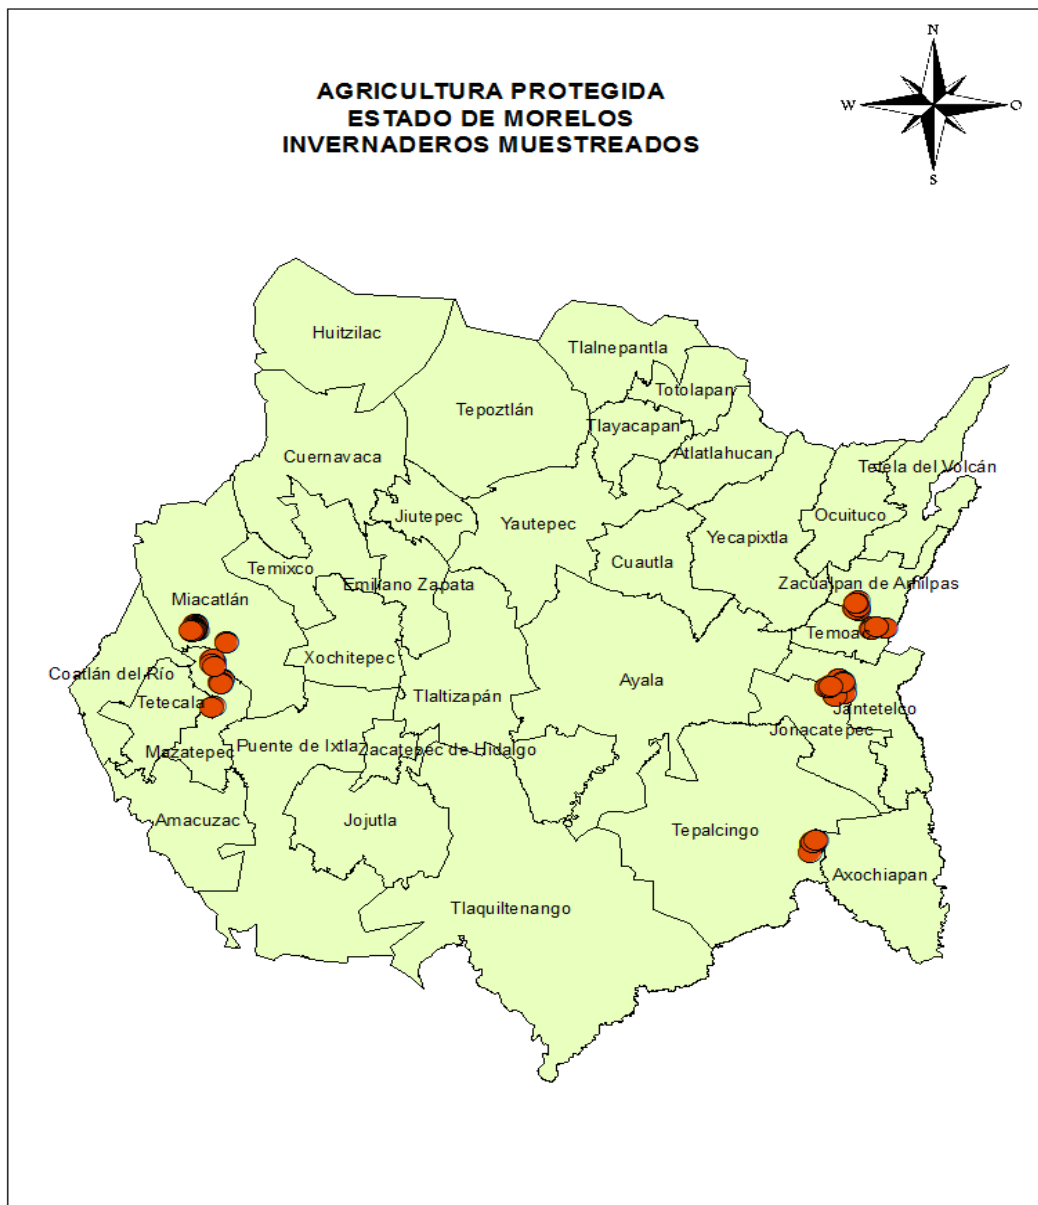 N
AGRICULTURA PROTEGIDA
ESTADO DE MORELOS
INVERNADEROS MUESTREADOS
W
O
S
Huitzilac
Tlalnepantla
Totolapan
Tepoztlán
Tlayacapan
Atlatlahucan
Cuernavaca
Tetela del Volcán
Jiutepec
Yautepec
Ocuituco
Yecapixtla
Cuautla
Temixco
Emiliano Zapata
Zacualpan de Amilpas
Miacatlán
Temoac
Xochitepec
Coatlán del Río
Ayala
Tlaltizapán
Tetecala
Jantetelco
Jonacatepec
Mazatepec
Puente de Ixtla
Zacatepec de Hidalgo
Amacuzac
Jojutla
Tepalcingo
Axochiapan
Tlaquiltenango